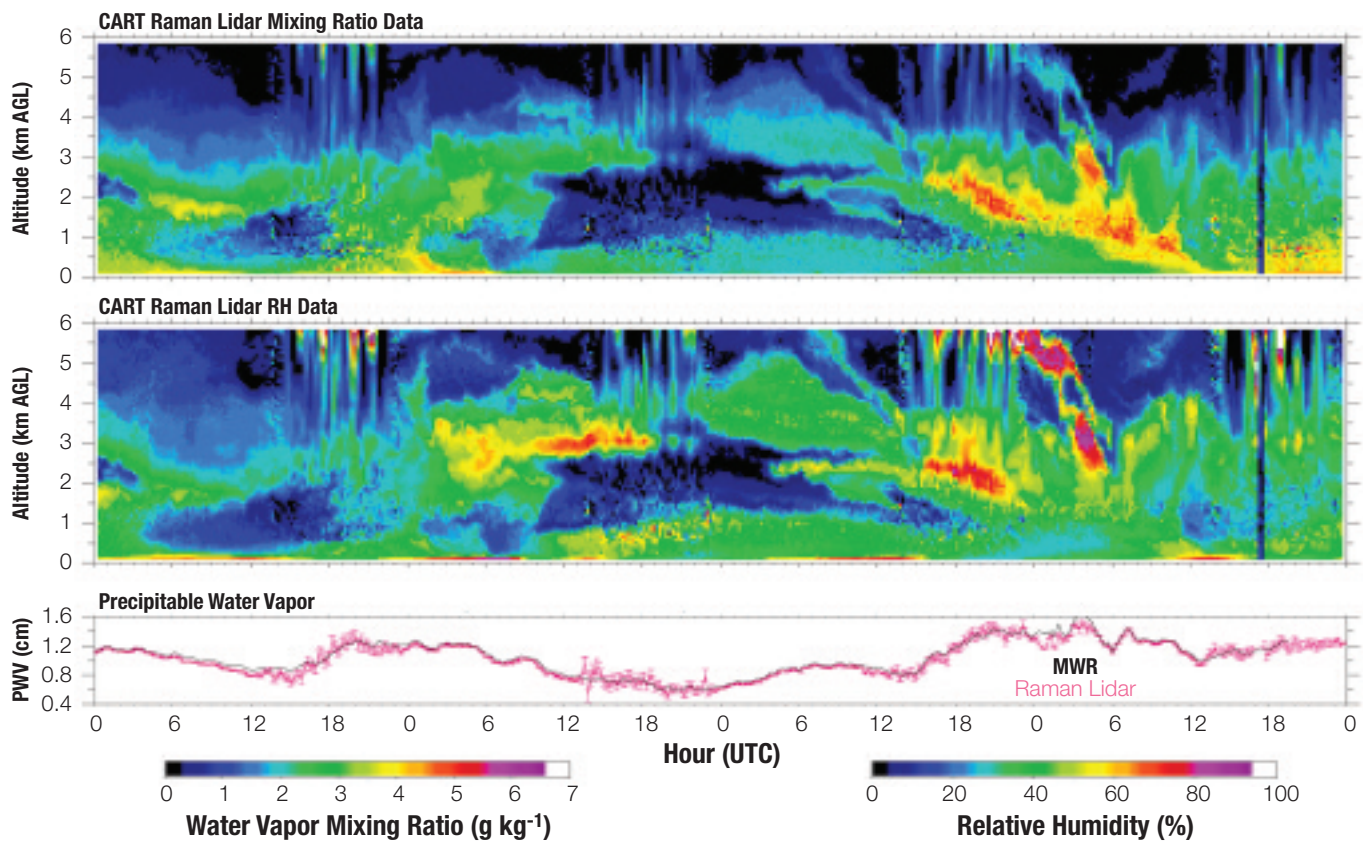 CART Raman Lidar Mixing Ratio Data
6
5
4
3
2
1
0
Altitude (km AGL)
CART Raman Lidar RH Data
6
5
4
3
2
1
0
Altitude (km AGL)
Precipitable Water Vapor
1.6
1.2
0.8
0.4
PWV (cm)
MWR
Raman Lidar
0 6 12 18 0 6 12 18 0 6 12 18 0 6 12 18 0
Hour (UTC)
0 1 2 3 4 5 6 7
Water Vapor Mixing Ratio (g kg-1)
0 20 40 60 80 100
Relative Humidity (%)